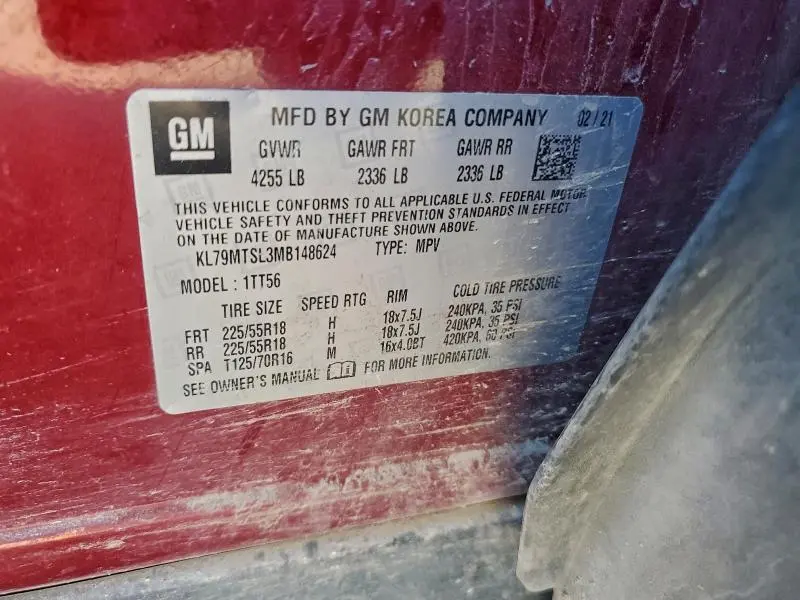 GM MFD BY GM KOREA COMPANY 02/21
GVWR GAWR FRT GAWR RR
4255 LB 2336 LB 2336 LB
THIS VEHICLE CONFORMS TO ALL APPLICABLE U.S. FEDERAL MOTOR
VEHICLE SAFETY AND THEFT PREVENTION STANDARDS IN EFFECT
ON THE DATE OF MANUFACTURE SHOWN ABOVE.
KL79MTSL3MB148624 TYPE: MPV
MODEL : 1TT56
TIRE SIZE SPEED RTG RIM COLD TIRE PRESSURE
FRT 225/55R18 H 18x7.5J 240KPA, 35 PSI
RR 225/55R18 H 18x7.5J 240KPA, 35 PSI
SPA T125/70R16 M 16x4.0BT 420KPA, 60 PSI
SEE OWNER'S MANUAL FOR MORE INFORMATION.